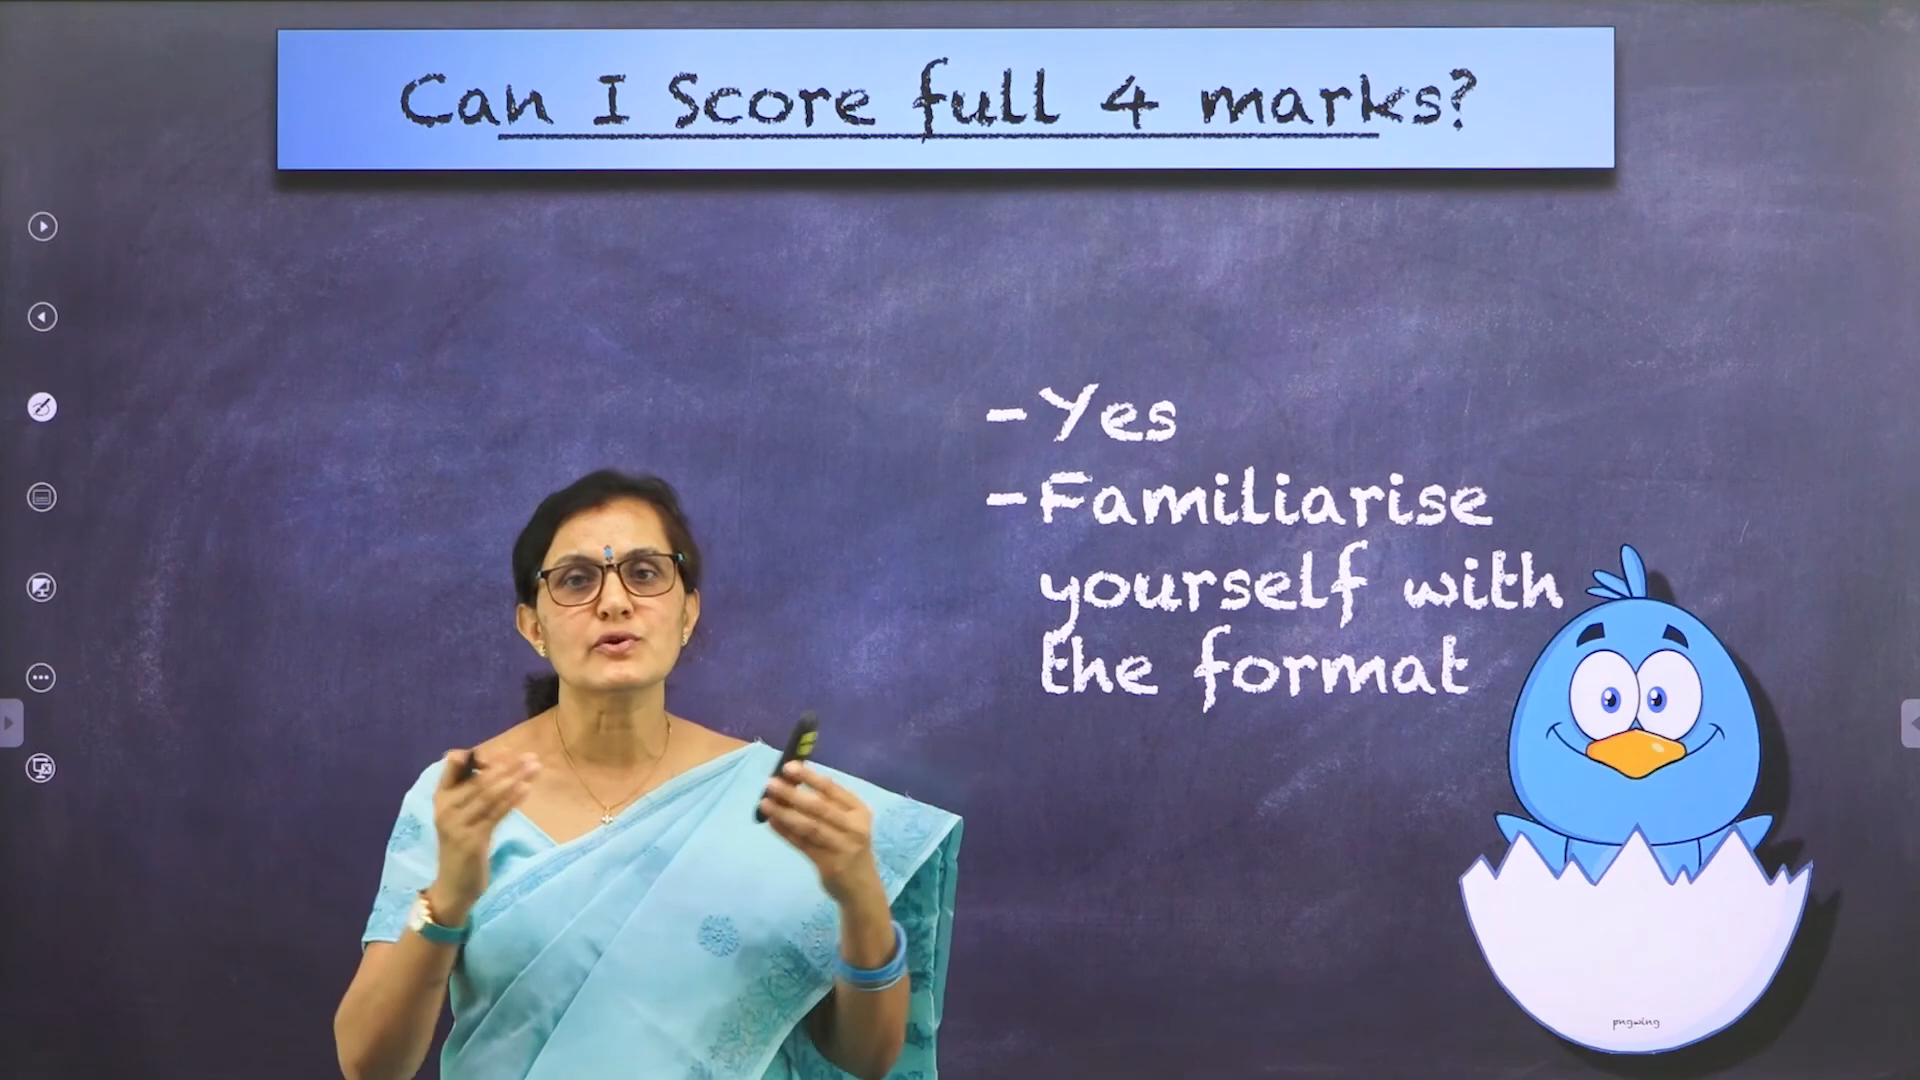 Can I Score full 4 marks?
- Yes
- Familiarise
yourself with
the format
pngwing